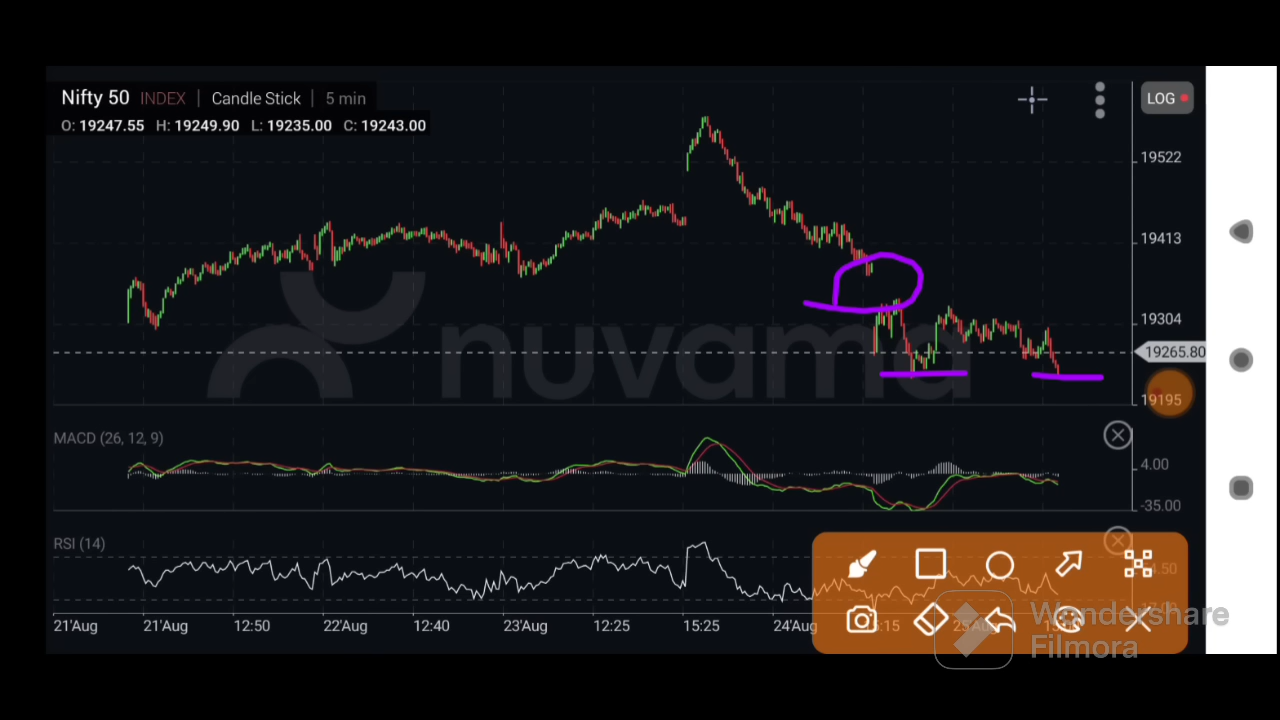 Nifty 50 INDEX | Candle Stick | 5 min
LOG
O: 19247.55 H: 19249.90 L: 19235.00 C: 19243.00
19522
19413
19304
19265.80
19195
nuvama
MACD (26, 12, 9)
4.00
-35.00
RSI (14)
21'Aug 21'Aug 12:50 22'Aug 12:40 23'Aug 12:25 15:25 24'Aug
Wondershare
Filmora